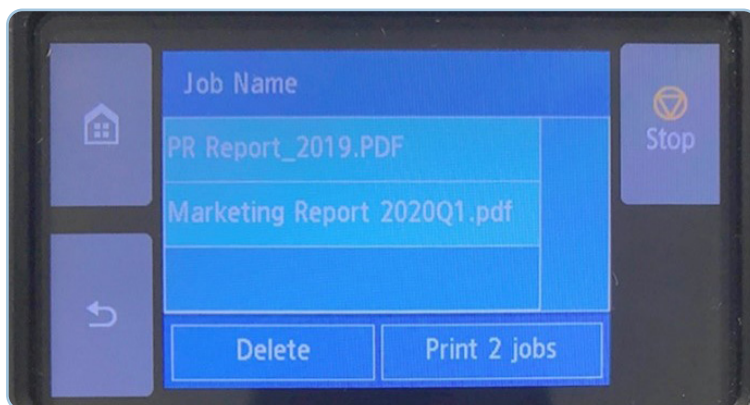 Job Name
Stop
PR Report_2019.PDF
Marketing Report 2020Q1.pdf
Delete
Print 2 jobs